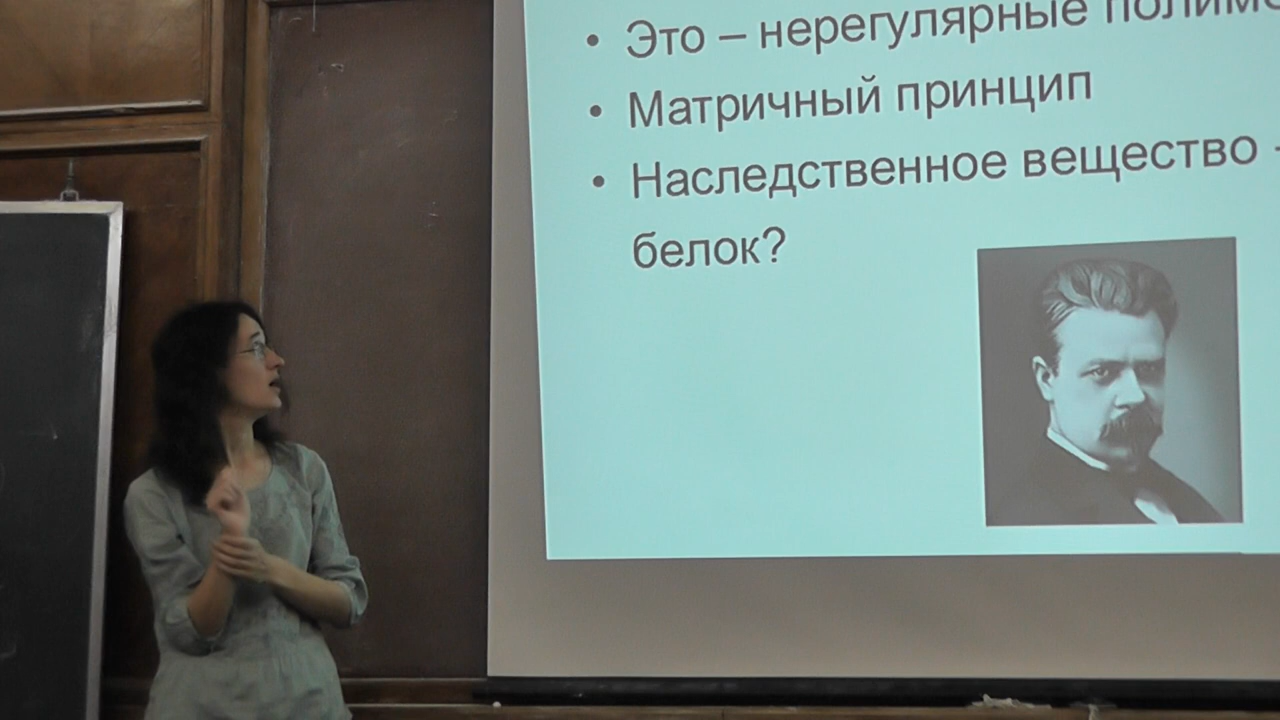 • Это – нерегулярные
• Матричный принцип
• Наследственное вещество -
белок?